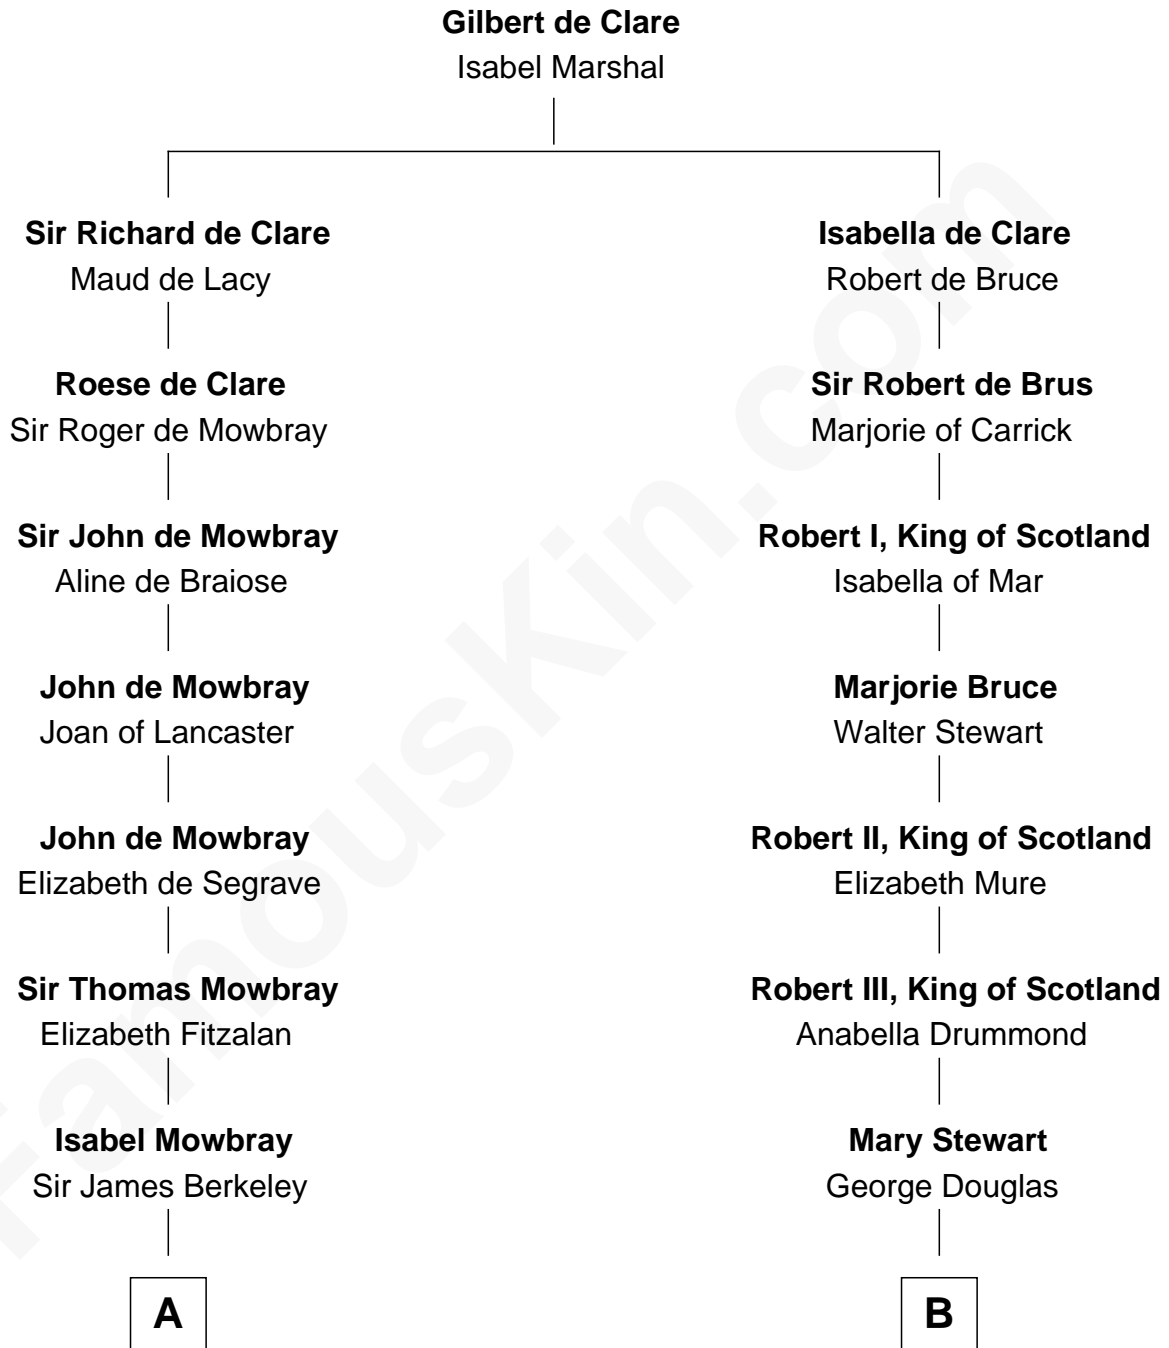 Gilbert de Clare
Isabel Marshal
Sir Richard de Clare
Maud de Lacy
Isabella de Clare
Robert de Bruce
Roese de Clare
Sir Roger de Mowbray
Sir Robert de Brus
Marjorie of Carrick
Sir John de Mowbray
Aline de Braiose
Robert I, King of Scotland
Isabella of Mar
John de Mowbray
Joan of Lancaster
Marjorie Bruce
Walter Stewart
John de Mowbray
Elizabeth de Segrave
Robert II, King of Scotland
Elizabeth Mure
Sir Thomas Mowbray
Elizabeth Fitzalan
Robert III, King of Scotland
Anabella Drummond
Isabel Mowbray
Sir James Berkeley
Mary Stewart
George Douglas
A
B
FamousKin.com